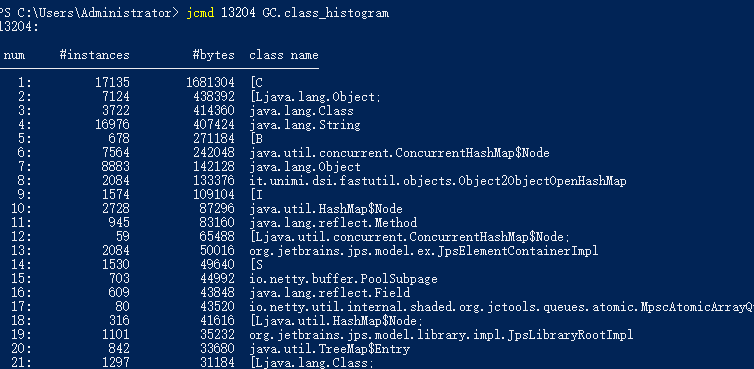 PS C:\Users\Administrator> jcmd 13204 GC.class_histogram
13204:
num #instances #bytes class name
1: 17135 1681304 [C
2: 7124 438392 [Ljava.lang.Object;
3: 3722 414360 java.lang.Class
4: 16976 407424 java.lang.String
5: 678 271184 [B
6: 7564 242048 java.util.concurrent.ConcurrentHashMap$Node
7: 8883 142128 java.lang.Object
8: 2084 133376 it.unimi.dsi.fastutil.objects.Object2ObjectOpenHashMap
9: 1574 109104 [I
10: 2728 87296 java.util.HashMap$Node
11: 945 83160 java.lang.reflect.Method
12: 59 65488 [Ljava.util.concurrent.ConcurrentHashMap$Node;
13: 2084 50016 org.jetbrains.jps.model.ex.JpsElementContainerImpl
14: 1530 49640 [S
15: 703 44992 io.netty.buffer.PoolSubpage
16: 609 43848 java.lang.reflect.Field
17: 80 43520 io.netty.util.internal.shaded.org.jctools.queues.atomic.MpscAtomicArrayQ
18: 316 41616 [Ljava.util.HashMap$Node;
19: 1101 35232 org.jetbrains.jps.model.library.impl.JpsLibraryRootImpl
20: 842 33680 java.util.TreeMap$Entry
21: 1297 31184 [Ljava.lang.Class;